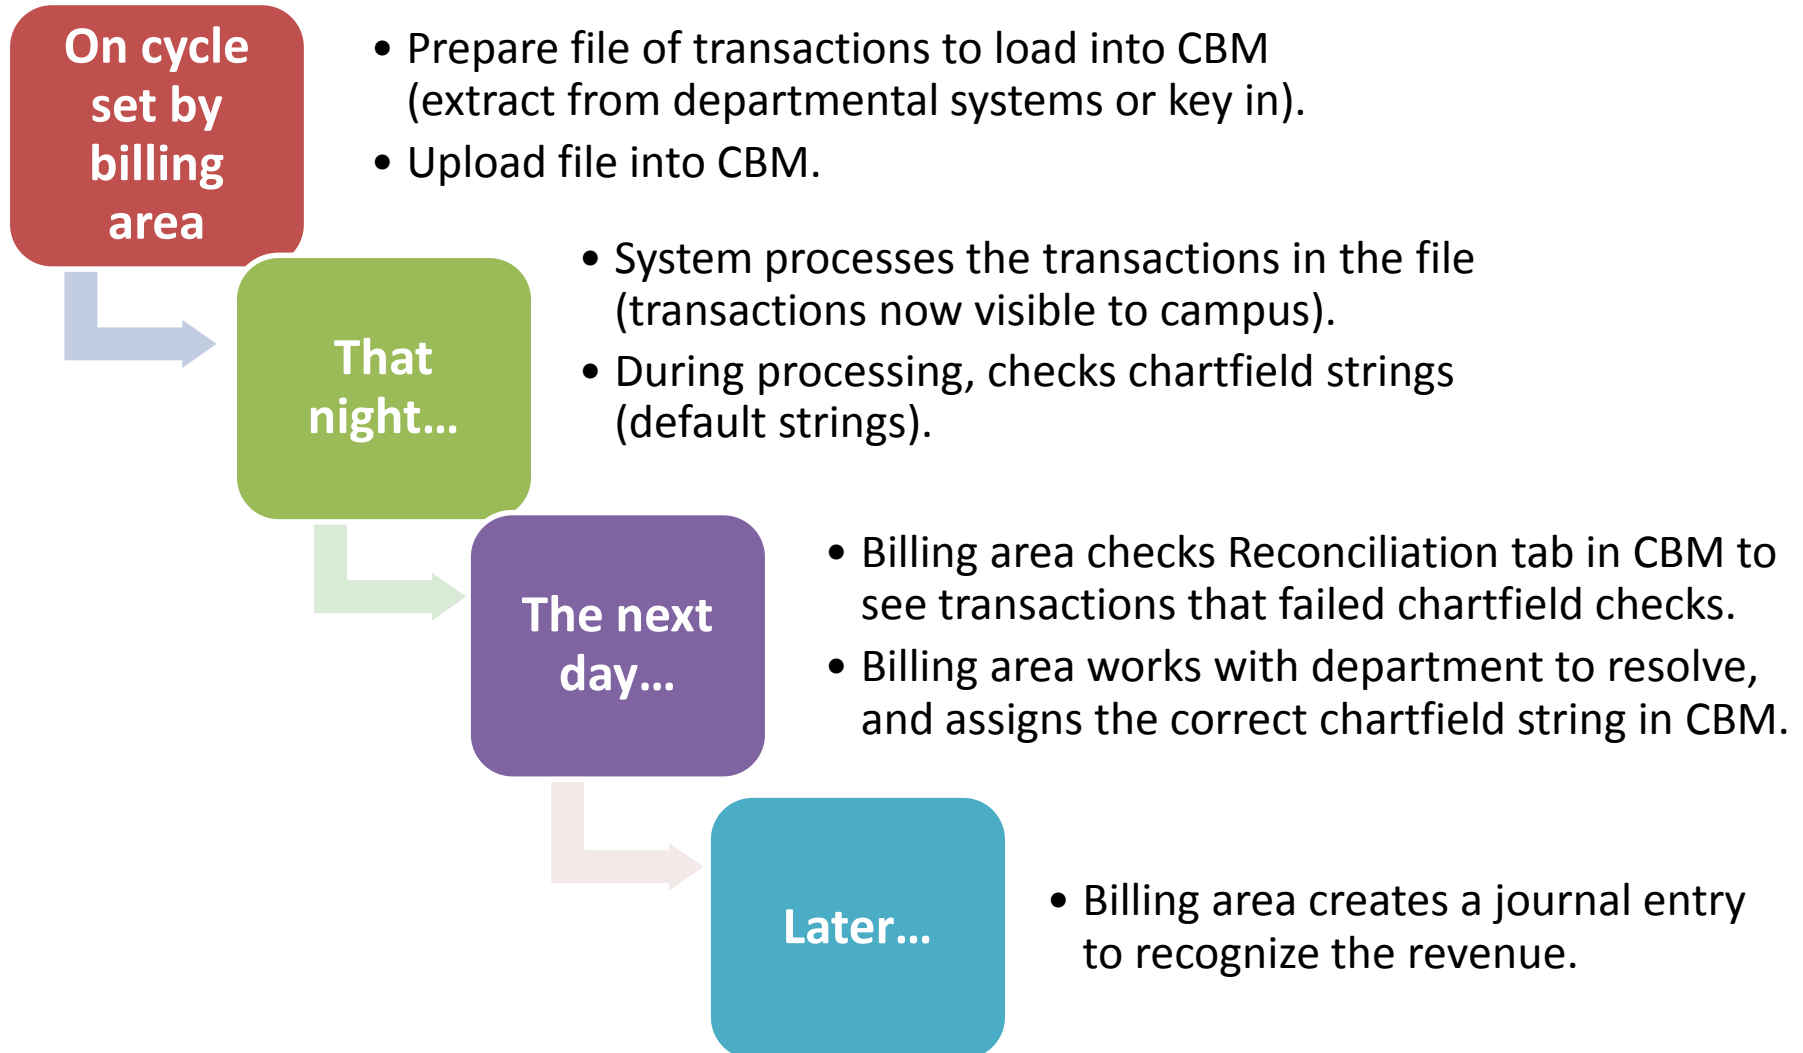 On cycle
set by
billing
area
• Prepare file of transactions to load into CBM
(extract from departmental systems or key in).
• Upload file into CBM.
That
night...
• System processes the transactions in the file
(transactions now visible to campus).
• During processing, checks chartfield strings
(default strings).
The next
day...
• Billing area checks Reconciliation tab in CBM to
see transactions that failed chartfield checks.
• Billing area works with department to resolve,
and assigns the correct chartfield string in CBM.
Later...
• Billing area creates a journal entry
to recognize the revenue.